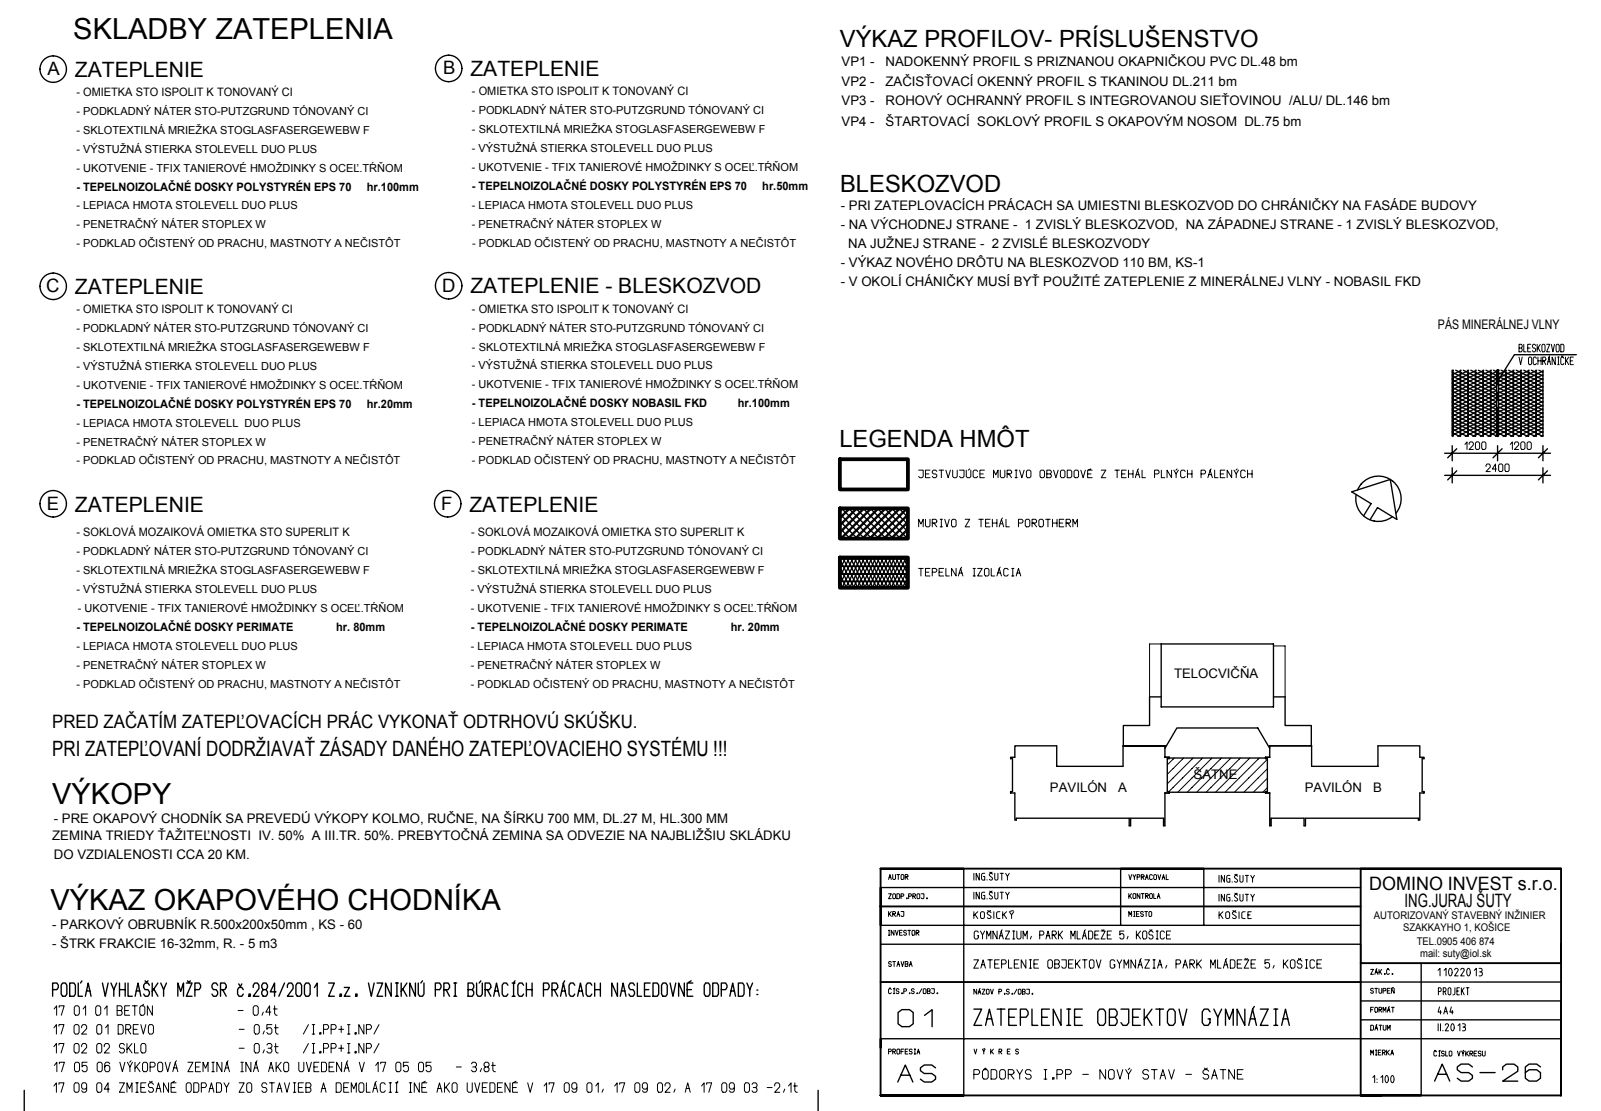 SKLADBY ZATEPLENIA
A ZATEPLENIE
- OMIETKA STO ISPOLIT K TONOVANÝ CI
- PODKLADNÝ NÁTER STO-PUTZGRUND TÓNOVANÝ CI
- SKLOTEXTILNÁ MRIEŽKA STOGLASFASERGEWEBW F
- VÝSTUŽNÁ STIERKA STOLEVELL DUO PLUS
- UKOTVENIE - TFIX TANIEROVÉ HMOŽDINKY S OCEĽ.TŔŇOM
- TEPELNOIZOLAČNÉ DOSKY POLYSTYRÉN EPS 70 hr.100mm
- LEPIACA HMOTA STOLEVELL DUO PLUS
- PENETRAČNÝ NÁTER STOPLEX W
- PODKLAD OČISTENÝ OD PRACHU, MASTNOTY A NEČISTÔT
B ZATEPLENIE
- OMIETKA STO ISPOLIT K TONOVANÝ CI
- PODKLADNÝ NÁTER STO-PUTZGRUND TÓNOVANÝ CI
- SKLOTEXTILNÁ MRIEŽKA STOGLASFASERGEWEBW F
- VÝSTUŽNÁ STIERKA STOLEVELL DUO PLUS
- UKOTVENIE - TFIX TANIEROVÉ HMOŽDINKY S OCEĽ.TŔŇOM
- TEPELNOIZOLAČNÉ DOSKY POLYSTYRÉN EPS 70 hr.50mm
- LEPIACA HMOTA STOLEVELL DUO PLUS
- PENETRAČNÝ NÁTER STOPLEX W
- PODKLAD OČISTENÝ OD PRACHU, MASTNOTY A NEČISTÔT
C ZATEPLENIE
- OMIETKA STO ISPOLIT K TONOVANÝ CI
- PODKLADNÝ NÁTER STO-PUTZGRUND TÓNOVANÝ CI
- SKLOTEXTILNÁ MRIEŽKA STOGLASFASERGEWEBW F
- VÝSTUŽNÁ STIERKA STOLEVELL DUO PLUS
- UKOTVENIE - TFIX TANIEROVÉ HMOŽDINKY S OCEĽ.TŔŇOM
- TEPELNOIZOLAČNÉ DOSKY POLYSTYRÉN EPS 70 hr.20mm
- LEPIACA HMOTA STOLEVELL DUO PLUS
- PENETRAČNÝ NÁTER STOPLEX W
- PODKLAD OČISTENÝ OD PRACHU, MASTNOTY A NEČISTÔT
D ZATEPLENIE - BLESKOZVOD
- OMIETKA STO ISPOLIT K TONOVANÝ CI
- PODKLADNÝ NÁTER STO-PUTZGRUND TÓNOVANÝ CI
- SKLOTEXTILNÁ MRIEŽKA STOGLASFASERGEWEBW F
- VÝSTUŽNÁ STIERKA STOLEVELL DUO PLUS
- UKOTVENIE - TFIX TANIEROVÉ HMOŽDINKY S OCEĽ.TŔŇOM
- TEPELNOIZOLAČNÉ DOSKY NOBASIL FKD hr.100mm
- LEPIACA HMOTA STOLEVELL DUO PLUS
- PENETRAČNÝ NÁTER STOPLEX W
- PODKLAD OČISTENÝ OD PRACHU, MASTNOTY A NEČISTÔT
E ZATEPLENIE
- SOKLOVÁ MOZAIKOVÁ OMIETKA STO SUPERLIT K
- PODKLADNÝ NÁTER STO-PUTZGRUND TÓNOVANÝ CI
- SKLOTEXTILNÁ MRIEŽKA STOGLASFASERGEWEBW F
- VÝSTUŽNÁ STIERKA STOLEVELL DUO PLUS
- UKOTVENIE - TFIX TANIEROVÉ HMOŽDINKY S OCEĽ.TŔŇOM
- TEPELNOIZOLAČNÉ DOSKY PERIMATE hr. 80mm
- LEPIACA HMOTA STOLEVELL DUO PLUS
- PENETRAČNÝ NÁTER STOPLEX W
- PODKLAD OČISTENÝ OD PRACHU, MASTNOTY A NEČISTÔT
F ZATEPLENIE
- SOKLOVÁ MOZAIKOVÁ OMIETKA STO SUPERLIT K
- PODKLADNÝ NÁTER STO-PUTZGRUND TÓNOVANÝ CI
- SKLOTEXTILNÁ MRIEŽKA STOGLASFASERGEWEBW F
- VÝSTUŽNÁ STIERKA STOLEVELL DUO PLUS
- UKOTVENIE - TFIX TANIEROVÉ HMOŽDINKY S OCEĽ.TŔŇOM
- TEPELNOIZOLAČNÉ DOSKY PERIMATE hr. 20mm
- LEPIACA HMOTA STOLEVELL DUO PLUS
- PENETRAČNÝ NÁTER STOPLEX W
- PODKLAD OČISTENÝ OD PRACHU, MASTNOTY A NEČISTÔT
PRED ZAČATÍM ZATEPĽOVACÍCH PRÁC VYKONAŤ ODTRHOVÚ SKÚŠKU.
PRI ZATEPĽOVANÍ DODRŽIAVAŤ ZÁSADY DANÉHO ZATEPĽOVACIEHO SYSTÉMU !!!
VÝKOPY
- PRE OKAPOVÝ CHODNÍK SA PREVEDÚ VÝKOPY KOLMO, RUČNE, NA ŠÍRKU 700 MM, DL.27 M, HL.300 MM
ZEMINA TRIEDY ŤAŽITEĽNOSTI IV. 50% A III.TR. 50%. PREBYTOČNÁ ZEMINA SA ODVEZIE NA NAJBLIŽŠIU SKLÁDKU
DO VZDIALENOSTI CCA 20 KM.
VÝKAZ OKAPOVÉHO CHODNÍKA
- PARKOVÝ OBRUBNÍK R.500x200x50mm , KS - 60
- ŠTRK FRAKCIE 16-32mm, R. - 5 m3
PODĽA VYHLAŠKY MŽP SR č.284/2001 Z.z. VZNIKNÚ PRI BÚRACÍCH PRÁCACH NASLEDOVNÉ ODPADY:
17 01 01 BETÓN - 0,4t
17 02 01 DREVO - 0,5t /I.PP+I.NP/
17 02 02 SKLO - 0,3t /I.PP+I.NP/
17 05 06 VÝKOPOVÁ ZEMINÁ INÁ AKO UVEDENÁ V 17 05 05 - 3,8t
17 09 04 ZMIEŠANÉ ODPADY ZO STAVIEB A DEMOLÁCIÍ INÉ AKO UVEDENÉ V 17 09 01, 17 09 02, A 17 09 03 -2,1t
VÝKAZ PROFILOV- PRÍSLUŠENSTVO
VP1 - NADOKENNÝ PROFIL S PRIZNANOU OKAPNIČKOU PVC DL.48 bm
VP2 - ZAČISŤOVACÍ OKENNÝ PROFIL S TKANINOU DL.211 bm
VP3 - ROHOVÝ OCHRANNÝ PROFIL S INTEGROVANOU SIEŤOVINOU /ALU/ DL.146 bm
VP4 - ŠTARTOVACÍ SOKLOVÝ PROFIL S OKAPOVÝM NOSOM DL.75 bm
BLESKOZVOD
- PRI ZATEPLOVACÍCH PRÁCACH SA UMIESTNI BLESKOZVOD DO CHRÁNIČKY NA FASÁDE BUDOVY
- NA VÝCHODNEJ STRANE - 1 ZVISLÝ BLESKOZVOD, NA ZÁPADNEJ STRANE - 1 ZVISLÝ BLESKOZVOD,
NA JUŽNEJ STRANE - 2 ZVISLÉ BLESKOZVODY
- VÝKAZ NOVÉHO DRÔTU NA BLESKOZVOD 110 BM, KS-1
- V OKOLÍ CHÁNIČKY MUSÍ BYŤ POUŽITÉ ZATEPLENIE Z MINERÁLNEJ VLNY - NOBASIL FKD
PÁS MINERÁLNEJ VLNY
BLESKOZVOD
V OCHRÁNIČKE
1200 1200
2400
LEGENDA HMÔT
JESTVUJÚCE MURIVO OBVODOVÉ Z TEHÁL PLNÝCH PÁLENÝCH
MURIVO Z TEHÁL POROTHERM
TEPELNÁ IZOLÁCIA
TELOCVIČŇA
ŠATNE
PAVILÓN A
PAVILÓN B
AUTOR ING.ŠUTY VYPRACOVAL ING.ŠUTY
ZODP.PROJ. ING.ŠUTY KONTROLA ING.ŠUTY
KRAJ KOŠICKÝ MIESTO KOŠICE
INVESTOR GYMNÁZIUM, PARK MLÁDEŽE 5, KOŠICE
STAVBA ZATEPLENIE OBJEKTOV GYMNÁZIA, PARK MLÁDEŽE 5, KOŠICE
ČÍS.P.S./OBJ. NÁZOV P.S./OBJ.
01 ZATEPLENIE OBJEKTOV GYMNÁZIA
PROFESIA VÝKRES
AS PÔDORYS I.PP - NOVÝ STAV - ŠATNE
DOMINO INVEST s.r.o.
ING.JURAJ ŠUTY
AUTORIZOVANÝ STAVEBNÝ INŽINIER
SZAKKAYHO 1, KOŠICE
TEL.0905 406 874
mail: suty@iol.sk
ZÁK.Č. 11022013
STUPEŇ PROJEKT
FORMÁT 4A4
DÁTUM II.2013
MIERKA ČÍSLO VÝKRESU
1:100 AS-26